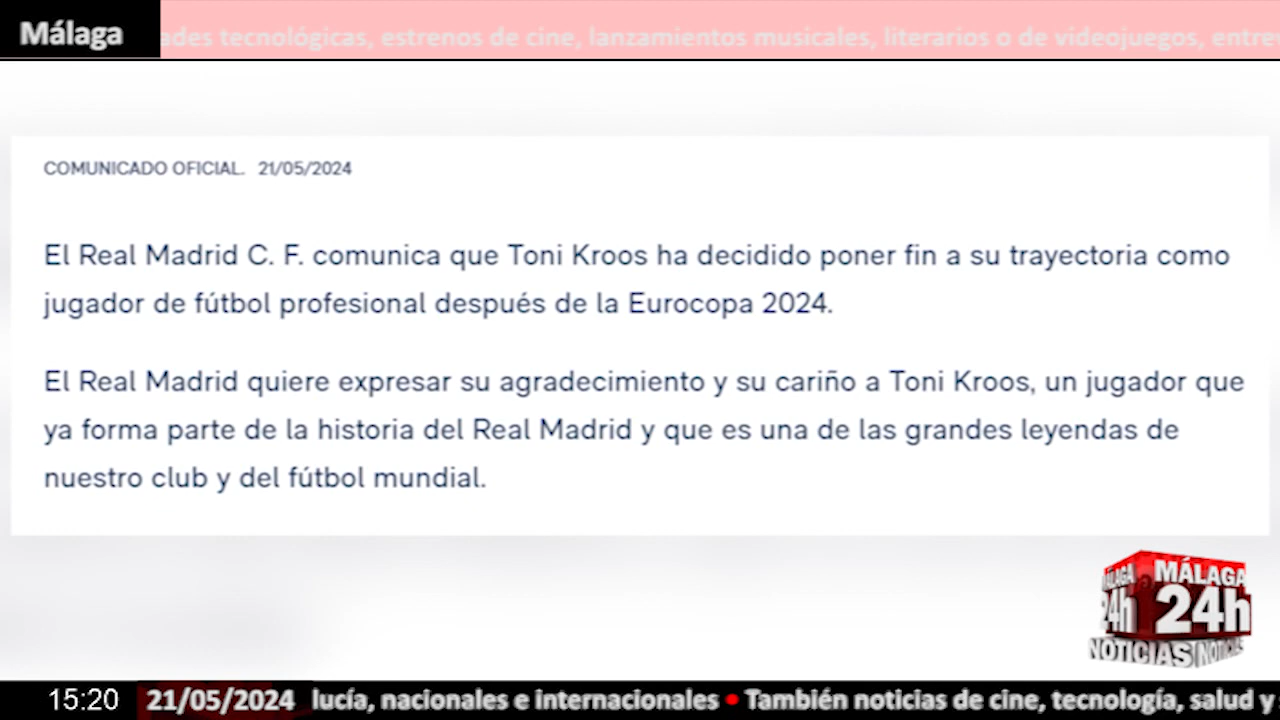 Málaga
ades tecnológicas, estrenos de cine, lanzamientos musicales, literarios o de videojuegos, entrev
COMUNICADO OFICIAL. 21/05/2024
El Real Madrid C. F. comunica que Toni Kroos ha decidido poner fin a su trayectoria como
jugador de fútbol profesional después de la Eurocopa 2024.
El Real Madrid quiere expresar su agradecimiento y su cariño a Toni Kroos, un jugador que
ya forma parte de la historia del Real Madrid y que es una de las grandes leyendas de
nuestro club y del fútbol mundial.
MÁLAGA
24h
NOTICIAS
15:20 21/05/2024 lucía, nacionales e internacionales • También noticias de cine, tecnología, salud y